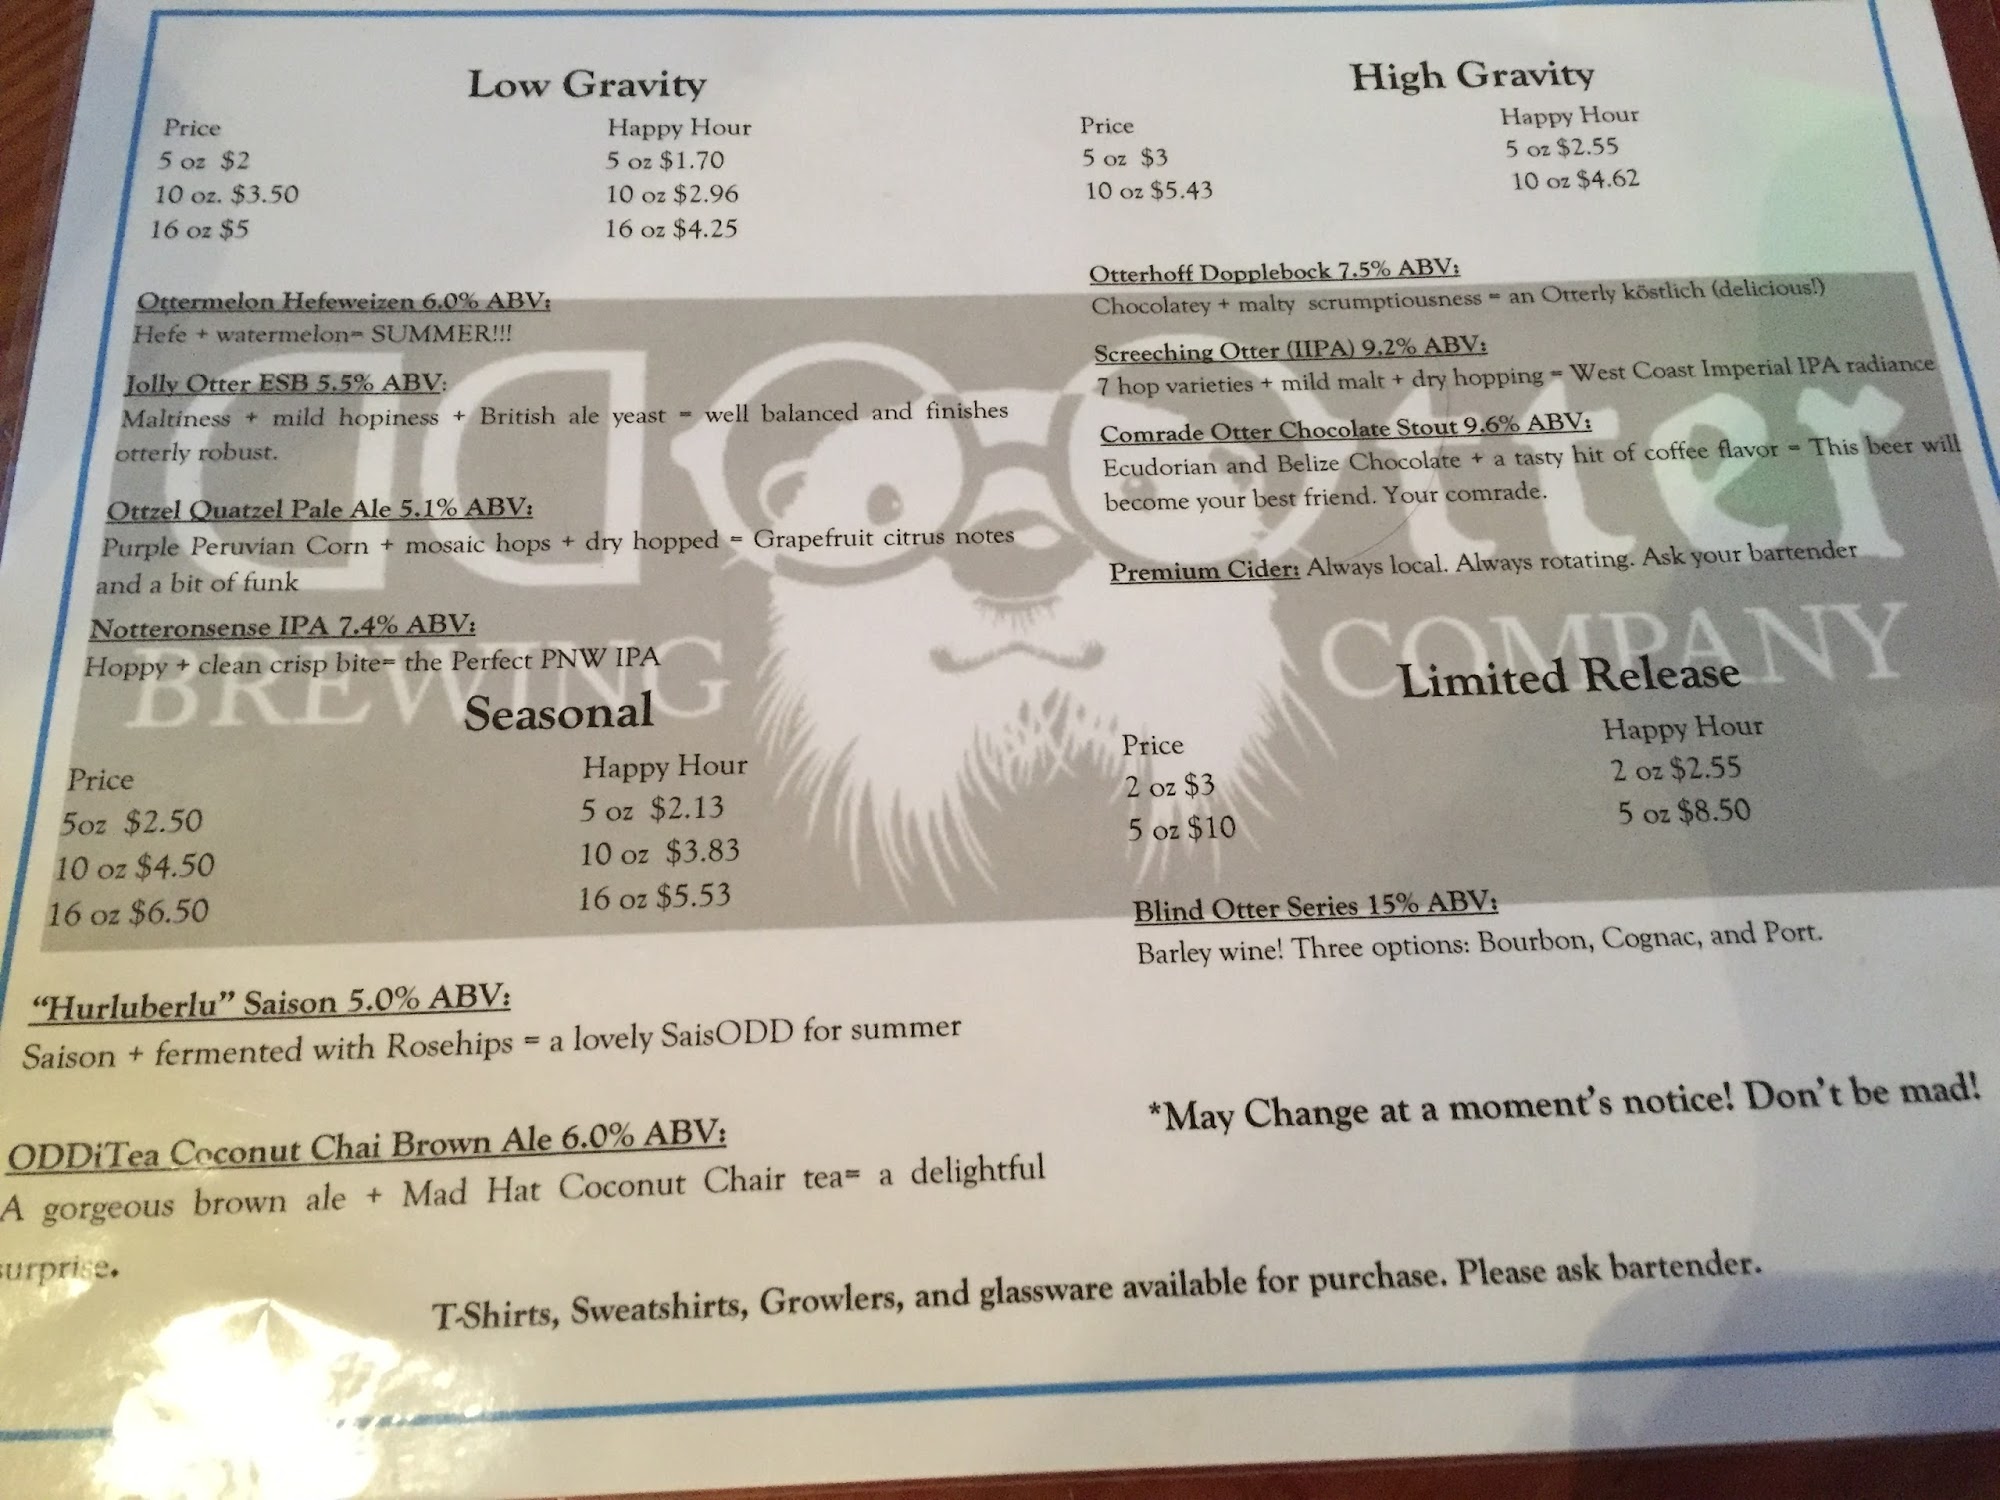 Low Gravity
Price
5 oz $2
10 oz. $3.50
16 oz $5
Happy Hour
5 oz $1.70
10 oz $2.96
16 oz $4.25
Ottermelon Hefeweizen 6.0% ABV:
Hefe + watermelon= SUMMER!!!
Jolly Otter ESB 5.5% ABV:
Maltiness + mild hopiness + British ale yeast = well balanced and finishes
otterly robust.
Ottzel Quatzel Pale Ale 5.1% ABV:
Purple Peruvian Corn + mosaic hops + dry hopped = Grapefruit citrus notes
and a bit of funk
Notteronsense IPA 7.4% ABV:
Hoppy + clean crisp bite= the Perfect PNW IPA
Seasonal
Price
5oz $2.50
10 oz $4.50
16 oz $6.50
Happy Hour
5 oz $2.13
10 oz $3.83
16 oz $5.53
"Hurluberlu" Saison 5.0% ABV:
Saison + fermented with Rosehips = a lovely SaisODD for summer
ODDiTea Coconut Chai Brown Ale 6.0% ABV:
A gorgeous brown ale + Mad Hat Coconut Chair tea= a delightful
surprise.
High Gravity
Price
5 oz $3
10 oz $5.43
Happy Hour
5 oz $2.55
10 oz $4.62
Otterhoff Dopplebock 7.5% ABV:
Chocolatey + malty scrumptiousness = an Otterly köstlich (delicious!)
Screeching Otter (IIPA) 9.2% ABV:
7 hop varieties + mild malt + dry hopping = West Coast Imperial IPA radiance
Comrade Otter Chocolate Stout 9.6% ABV:
Ecudorian and Belize Chocolate + a tasty hit of coffee flavor = This beer will
become your best friend. Your comrade.
Premium Cider: Always local. Always rotating. Ask your bartender
Limited Release
Price
2 oz $3
5 oz $10
Happy Hour
2 oz $2.55
5 oz $8.50
Blind Otter Series 15% ABV:
Barley wine! Three options: Bourbon, Cognac, and Port.
*May Change at a moment's notice! Don't be mad!
T-Shirts, Sweatshirts, Growlers, and glassware available for purchase. Please ask bartender.
ODD Otter
BREWING COMPANY